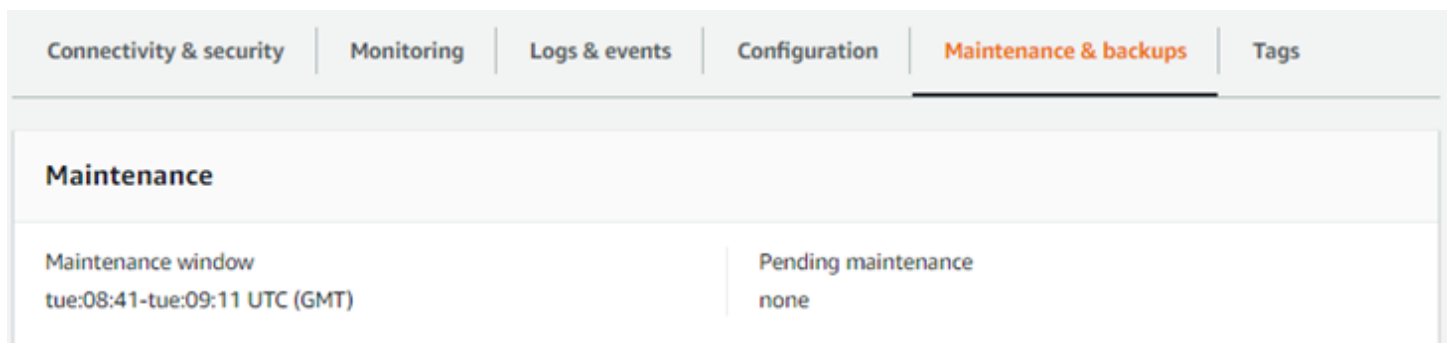 Connectivity & security Monitoring Logs & events Configuration Maintenance & backups Tags
Maintenance
Maintenance window Pending maintenance
tue:08:41-tue:09:11 UTC (GMT) none